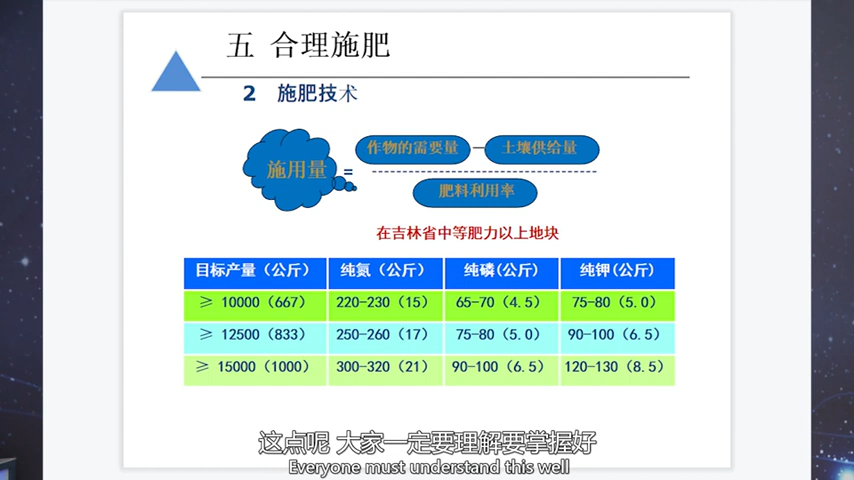 五 合理施肥
2 施肥技术
施用量 = 作物的需要量 — 土壤供给量
肥料利用率
在吉林省中等肥力以上地块
目标产量（公斤） 纯氮（公斤） 纯磷(公斤) 纯钾(公斤)
≥ 10000（667） 220-230（15） 65-70（4.5） 75-80（5.0）
≥ 12500（833） 250-260（17） 75-80（5.0） 90-100（6.5）
≥ 15000（1000） 300-320（21） 90-100（6.5） 120-130（8.5）
这点呢 大家一定要理解要掌握好
Everyone must understand this well